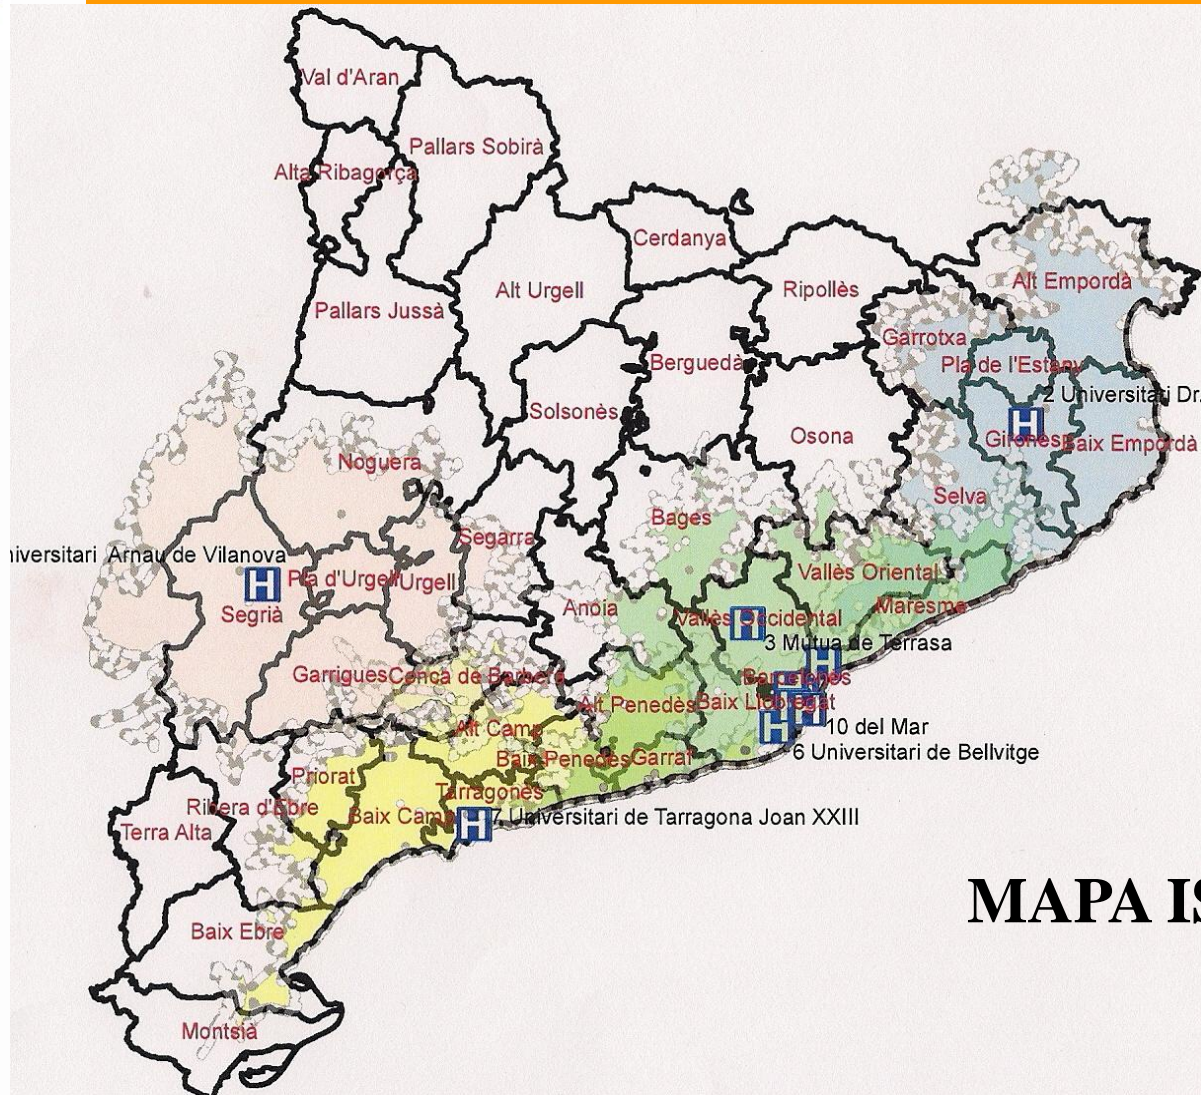 Val d'Aran
Pallars Sobirà
Alta Ribagorça
Cerdanya
Alt Urgell
Ripollès
Alt Empordà
Pallars Jussà
Garrotxa
Berguedà
Pla de l'Estany
2 Universitari Dr.
Solsonès
Osona
Gironès
Baix Empordà
Noguera
Selva
Bages
Segarra
niversitari Arnau de Vilanova
Pla d'Urgell
Urgell
Vallès Oriental
Segrià
Anoia
Maresme
Vallès Occidental
3 Mútua de Terrasa
Garrigues
Conca de Barberà
Barcelonès
Alt Penedès
Baix Llobregat
10 del Mar
Alt Camp
6 Universitari de Bellvitge
Baix Penedès
Garraf
Priorat
Tarragonès
Ribera d'Ebre
Baix Camp
7 Universitari de Tarragona Joan XXIII
Terra Alta
MAPA IS
Baix Ebre
Montsià